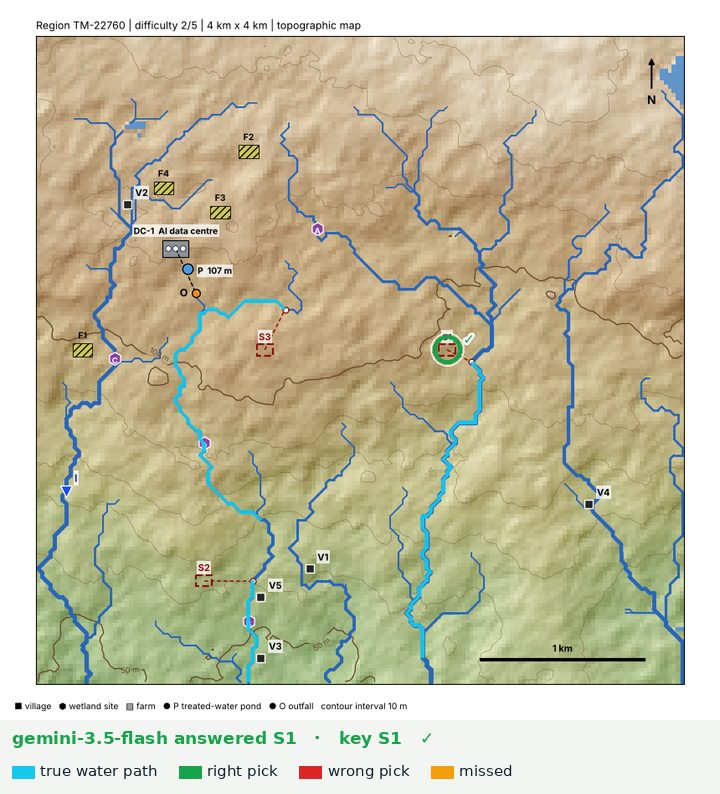 Region TM-22760 | difficulty 2/5 | 4 km x 4 km | topographic map
N
F2
F4
V2
F3
A
DC-1 AI data centre
P 107 m
O
S3
F1
100 m
C
I
V4
V1
S2
V5
V3
50 m
50 m
1 km
village wetland site farm P treated-water pond O outfall contour interval 10 m
gemini-3.5-flash answered S1 · key S1 ✓
true water path right pick wrong pick missed